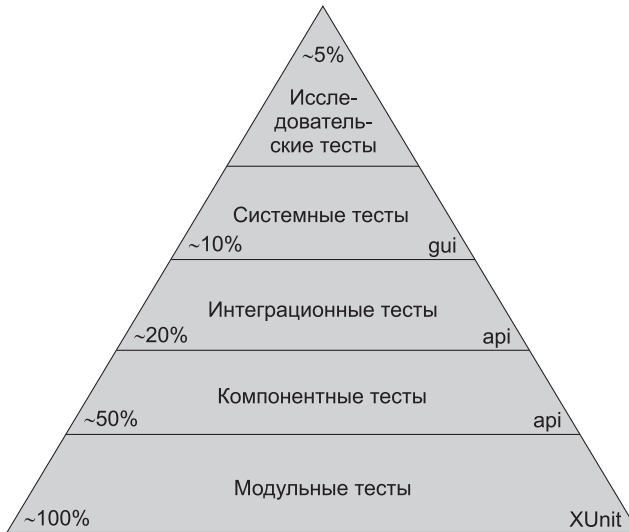 ~5%
Иссле-
дователь-
ские тесты
Системные тесты
~10% gui
Интеграционные тесты
~20% api
Компонентные тесты
~50% api
Модульные тесты
~100% XUnit